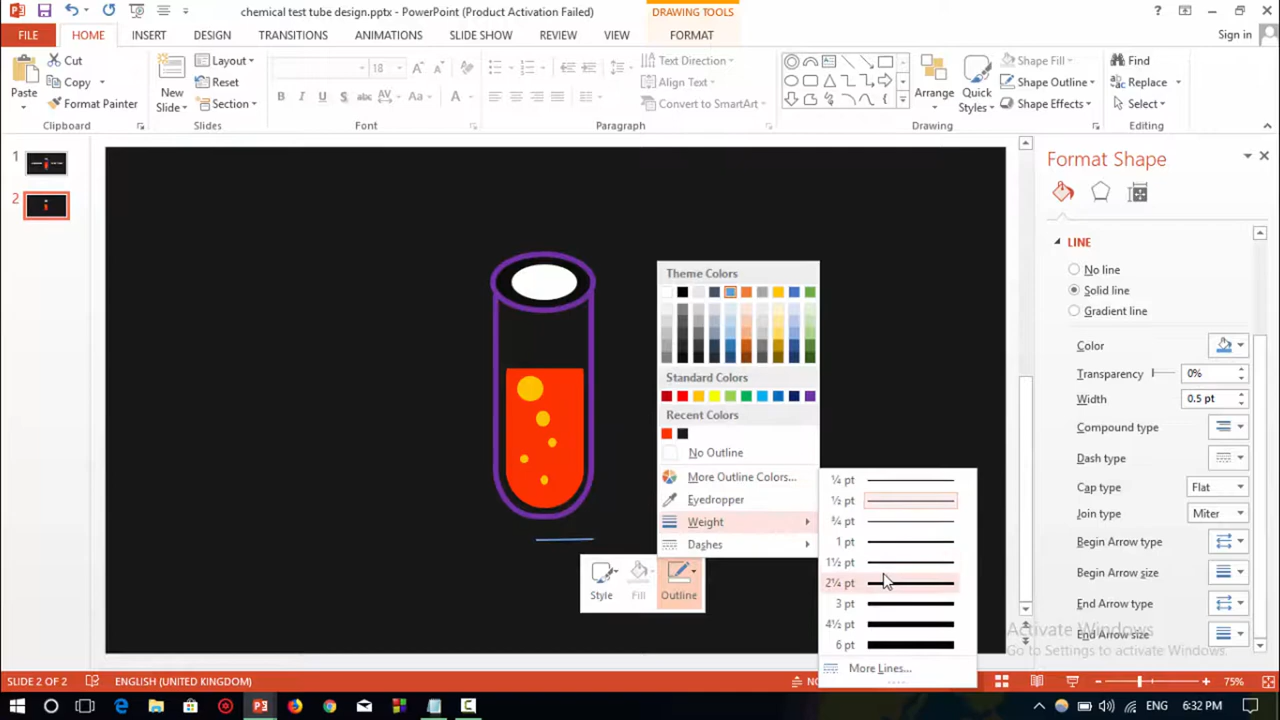 chemical test tube design.pptx - PowerPoint (Product Activation Failed)
DRAWING TOOLS
?
FILE
HOME
INSERT
DESIGN
TRANSITIONS
ANIMATIONS
SLIDE SHOW
REVIEW
VIEW
FORMAT
Sign in
Paste
Cut
Copy
Format Painter
Clipboard
New
Slide
Layout
Reset
Section
Slides
18
B I U S abc AV Aa A
Font
Text Direction
Align Text
Convert to SmartArt
Paragraph
Arrange
Quick
Styles
Shape Fill
Shape Outline
Shape Effects
Drawing
Find
Replace
Select
Editing
1
2
Theme Colors
Standard Colors
Recent Colors
No Outline
More Outline Colors...
Eyedropper
Weight
Dashes
Style
Fill
Outline
¼ pt
½ pt
¾ pt
1 pt
1½ pt
2¼ pt
3 pt
4½ pt
6 pt
More Lines...
Format Shape
LINE
No line
Solid line
Gradient line
Color
Transparency
0%
Width
0.5 pt
Compound type
Dash type
Cap type
Flat
Join type
Miter
Begin Arrow type
Begin Arrow size
End Arrow type
End Arrow size
Activate Windows
Go to Settings to activate Windows.
SLIDE 2 OF 2
ENGLISH (UNITED KINGDOM)
75%
ENG
6:32 PM